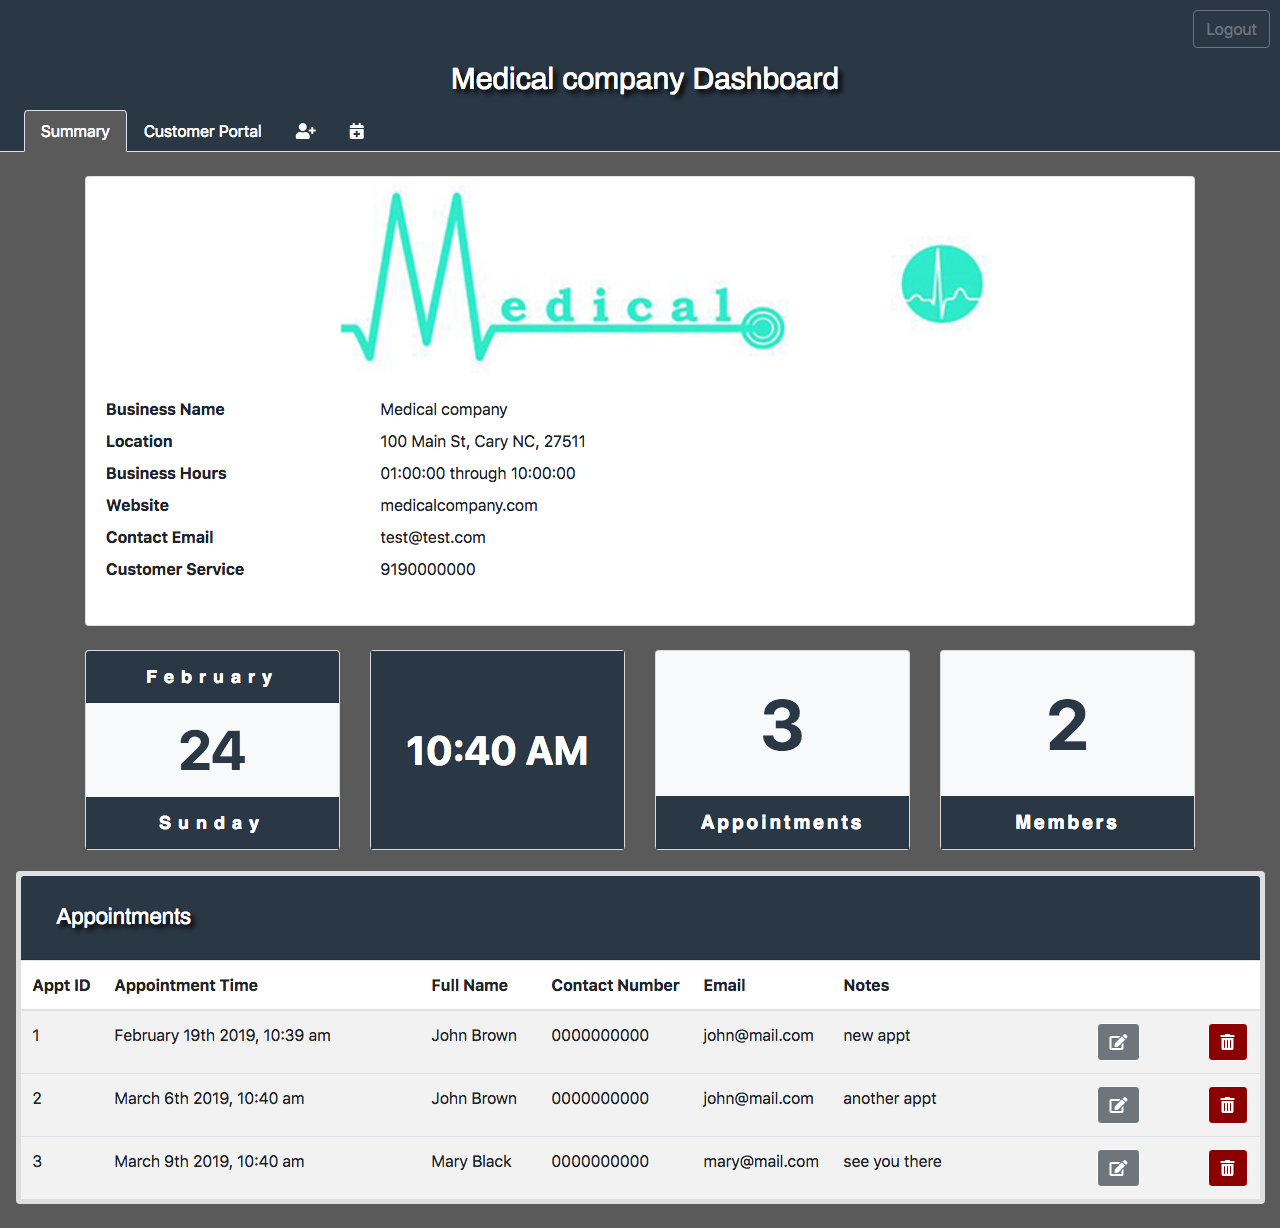 Logout
Medical company Dashboard
Summary Customer Portal
Medical
Business Name Medical company
Location 100 Main St, Cary NC, 27511
Business Hours 01:00:00 through 10:00:00
Website medicalcompany.com
Contact Email test@test.com
Customer Service 9190000000
February
24
Sunday
10:40 AM
3
Appointments
2
Members
Appointments
Appt ID Appointment Time Full Name Contact Number Email Notes
1 February 19th 2019, 10:39 am John Brown 0000000000 john@mail.com new appt
2 March 6th 2019, 10:40 am John Brown 0000000000 john@mail.com another appt
3 March 9th 2019, 10:40 am Mary Black 0000000000 mary@mail.com see you there